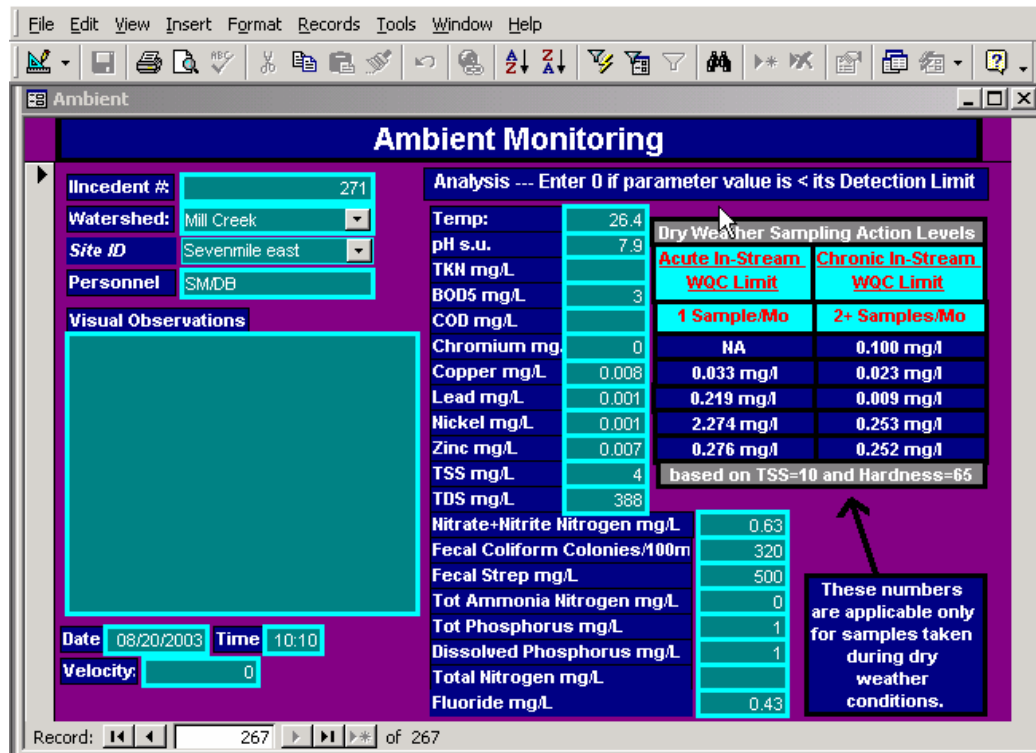 File Edit View Insert Format Records Tools Window Help
Ambient
Ambient Monitoring
IIncedent #: 271
Watershed: Mill Creek
Site ID Sevenmile east
Personnel SM/DB
Visual Observations
Date 08/20/2003 Time 10:10
Velocity: 0
Analysis --- Enter 0 if parameter value is < its Detection Limit
Temp: 26.4
pH s.u. 7.9
TKN mg/L
BOD5 mg/L 3
COD mg/L
Chromium mg. 0
Copper mg/L 0.008
Lead mg/L 0.001
Nickel mg/L 0.001
Zinc mg/L 0.007
TSS mg/L 4
TDS mg/L 388
Nitrate+Nitrite Nitrogen mg/L 0.63
Fecal Coliform Colonies/100m 320
Fecal Strep mg/L 500
Tot Ammonia Nitrogen mg/L 0
Tot Phosphorus mg/L 1
Dissolved Phosphorus mg/L 1
Total Nitrogen mg/L
Fluoride mg/L 0.43
Dry Weather Sampling Action Levels
Acute In-Stream Chronic In-Stream
WQC Limit WQC Limit
1 Sample/Mo 2+ Samples/Mo
NA 0.100 mg/l
0.033 mg/l 0.023 mg/l
0.219 mg/l 0.009 mg/l
2.274 mg/l 0.253 mg/l
0.276 mg/l 0.252 mg/l
based on TSS=10 and Hardness=65
These numbers
are applicable only
for samples taken
during dry
weather
conditions.
Record: 267 of 267